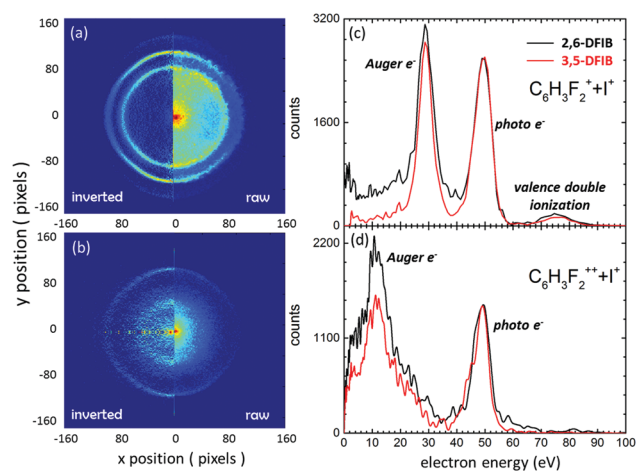 (a)
160
80
0
-80
-160
inverted
raw
160
80
0
-80
-160
(b)
160
80
0
-80
-160
inverted
raw
-160
-80
0
80
160
x position ( pixels )
y position ( pixels )
(c)
3200
1600
0
counts
2,6-DFIB
3,5-DFIB
C6H3F2⁺+I⁺
Auger e⁻
photo e⁻
valence double
ionization
(d)
2200
1100
0
counts
C6H3F2⁺⁺+I⁺
Auger e⁻
photo e⁻
0 10 20 30 40 50 60 70 80 90 100
electron energy (eV)